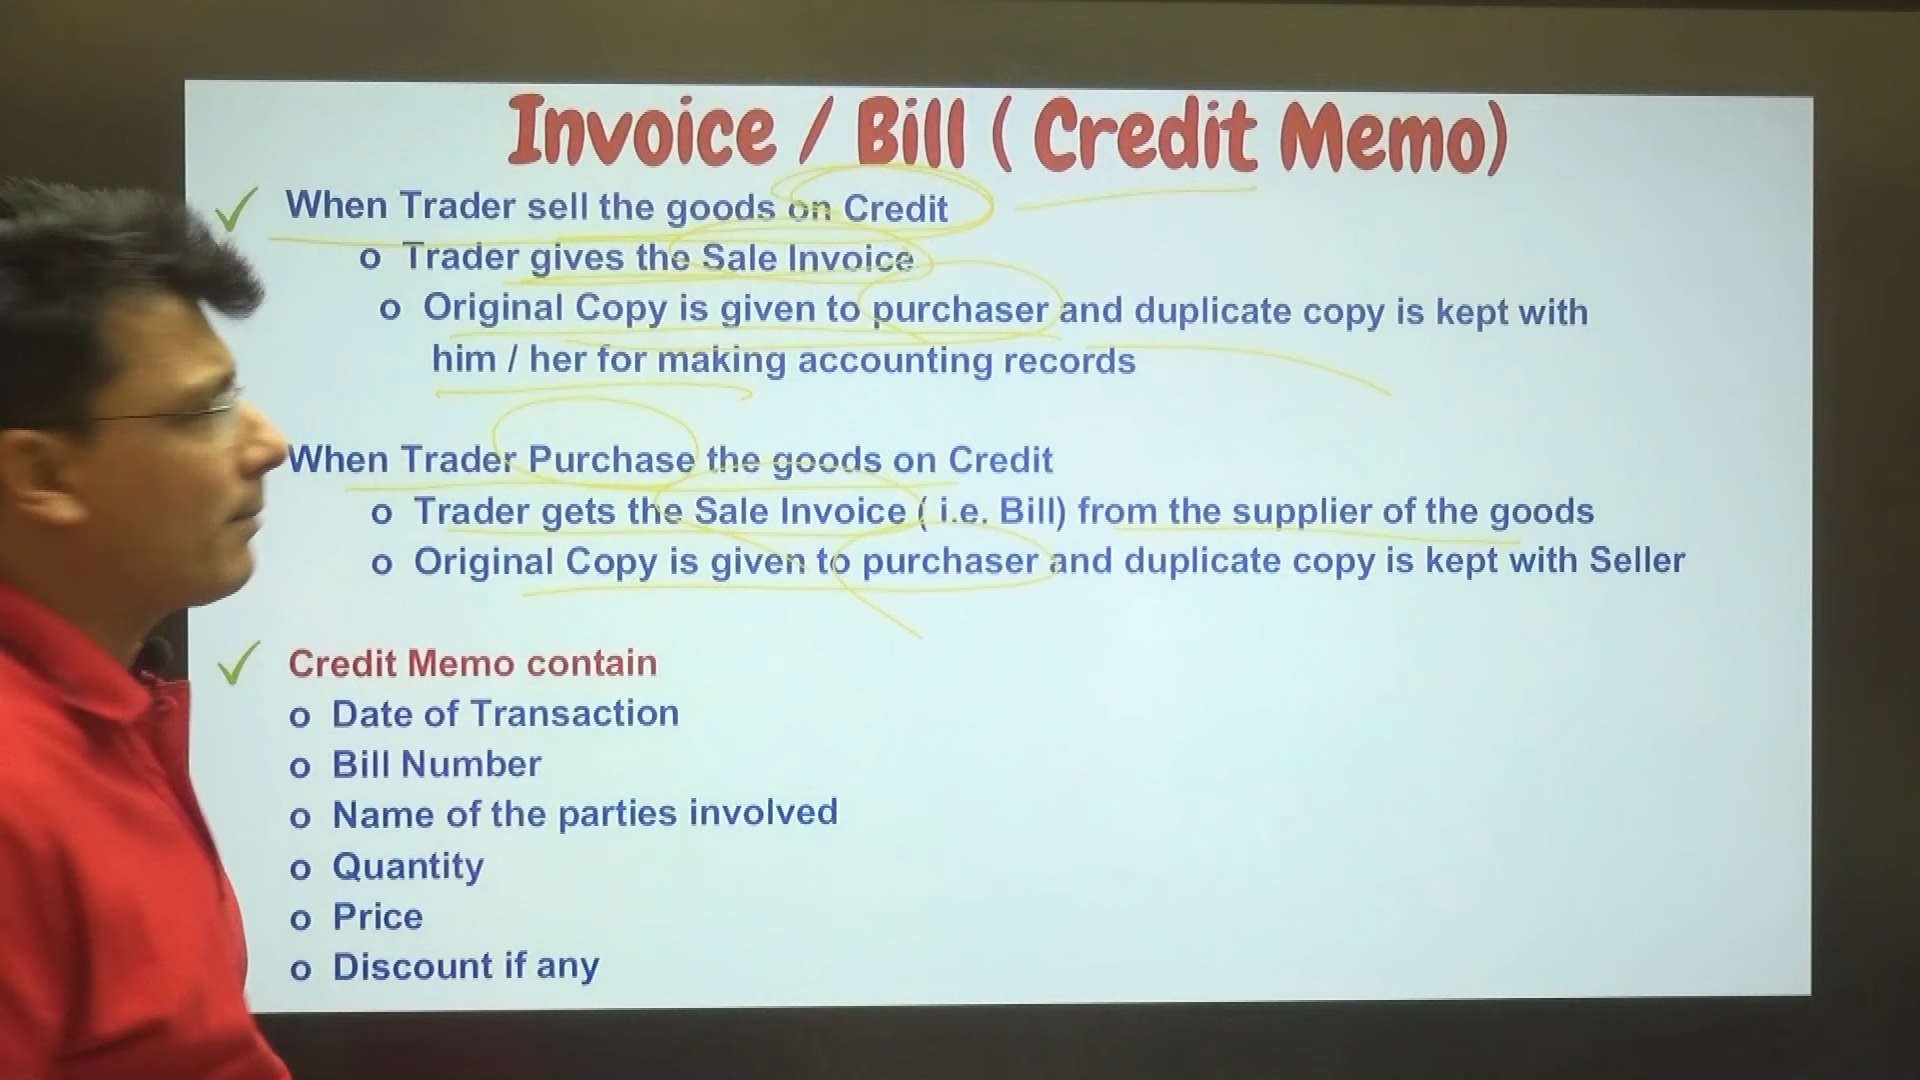 Invoice / Bill ( Credit Memo)
When Trader sell the goods on Credit
o Trader gives the Sale Invoice
o Original Copy is given to purchaser and duplicate copy is kept with
him / her for making accounting records
When Trader Purchase the goods on Credit
o Trader gets the Sale Invoice ( i.e. Bill) from the supplier of the goods
o Original Copy is given to purchaser and duplicate copy is kept with Seller
Credit Memo contain
o Date of Transaction
o Bill Number
o Name of the parties involved
o Quantity
o Price
o Discount if any